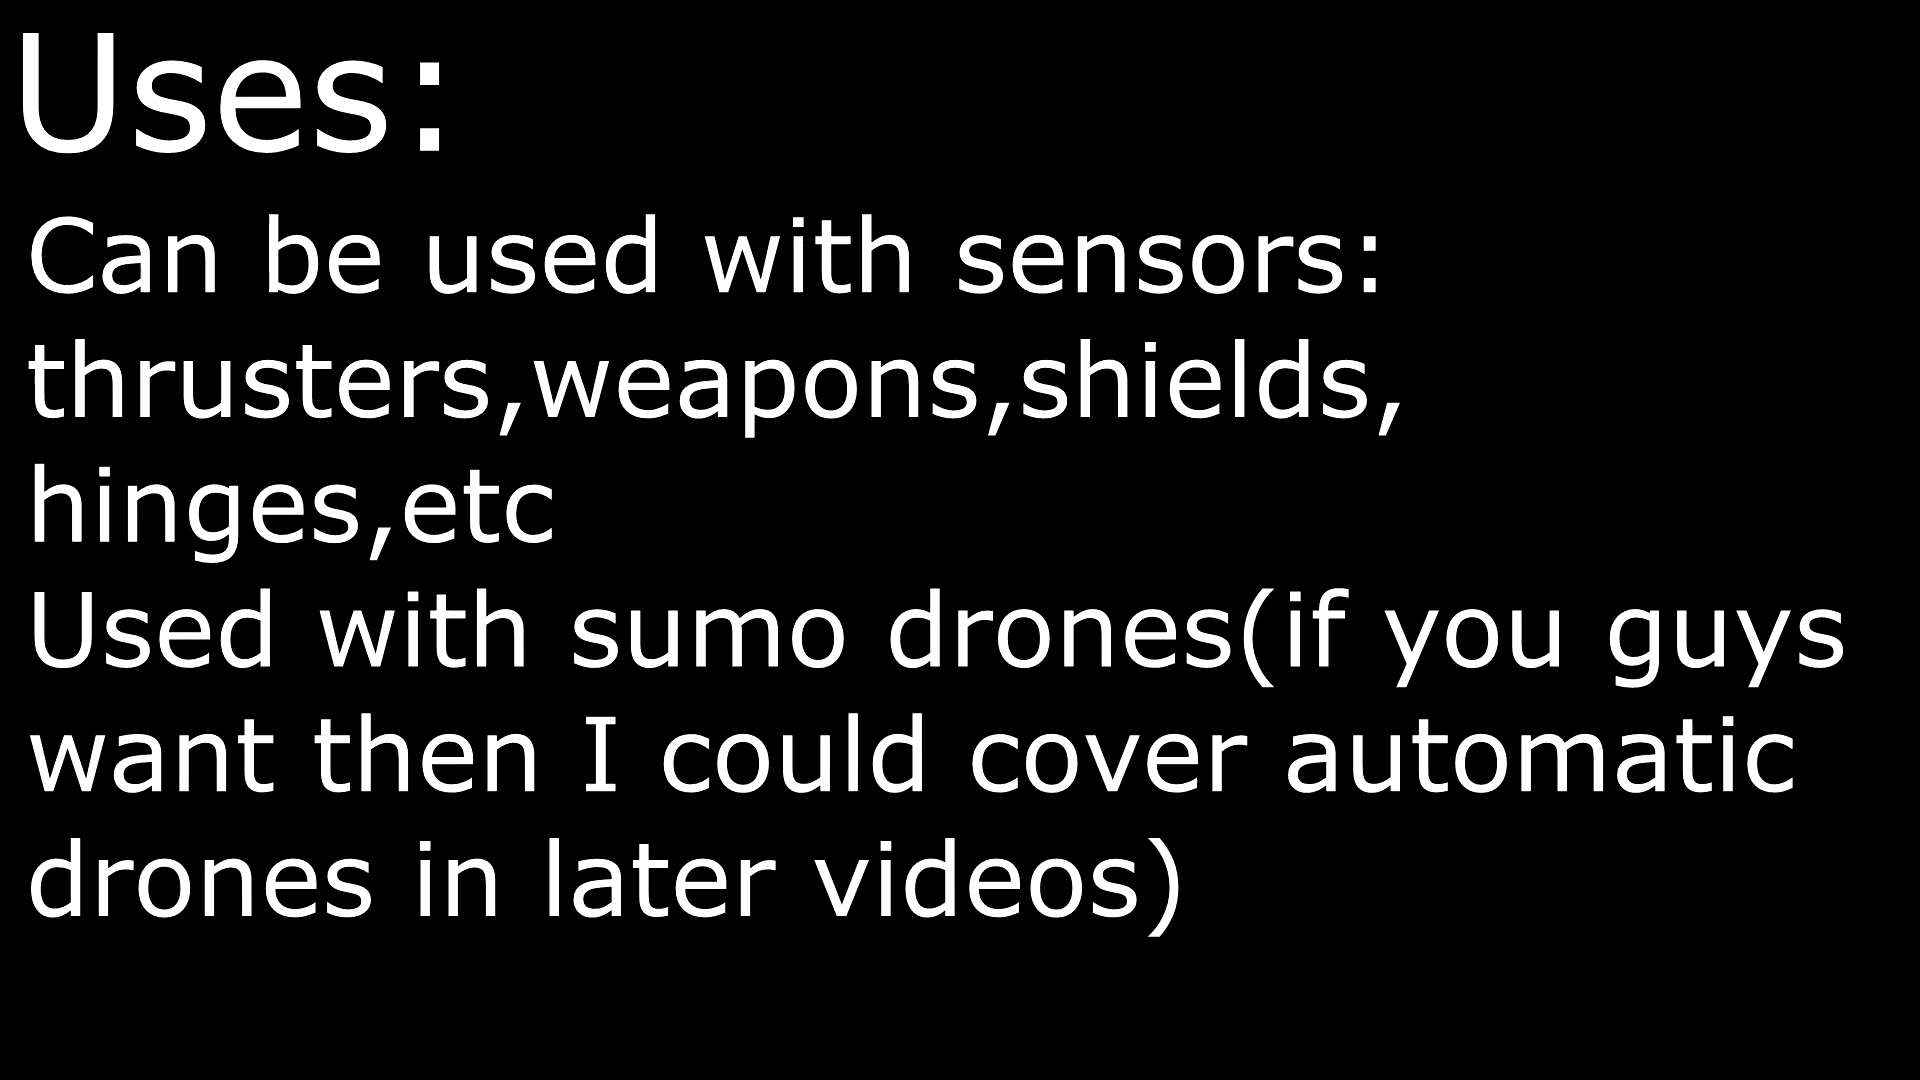 Uses:
Can be used with sensors:
thrusters,weapons,shields,
hinges,etc
Used with sumo drones(if you guys
want then I could cover automatic
drones in later videos)